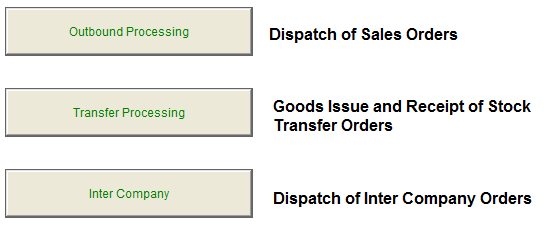 Outbound Processing
Dispatch of Sales Orders
Transfer Processing
Goods Issue and Receipt of Stock
Transfer Orders
Inter Company
Dispatch of Inter Company Orders